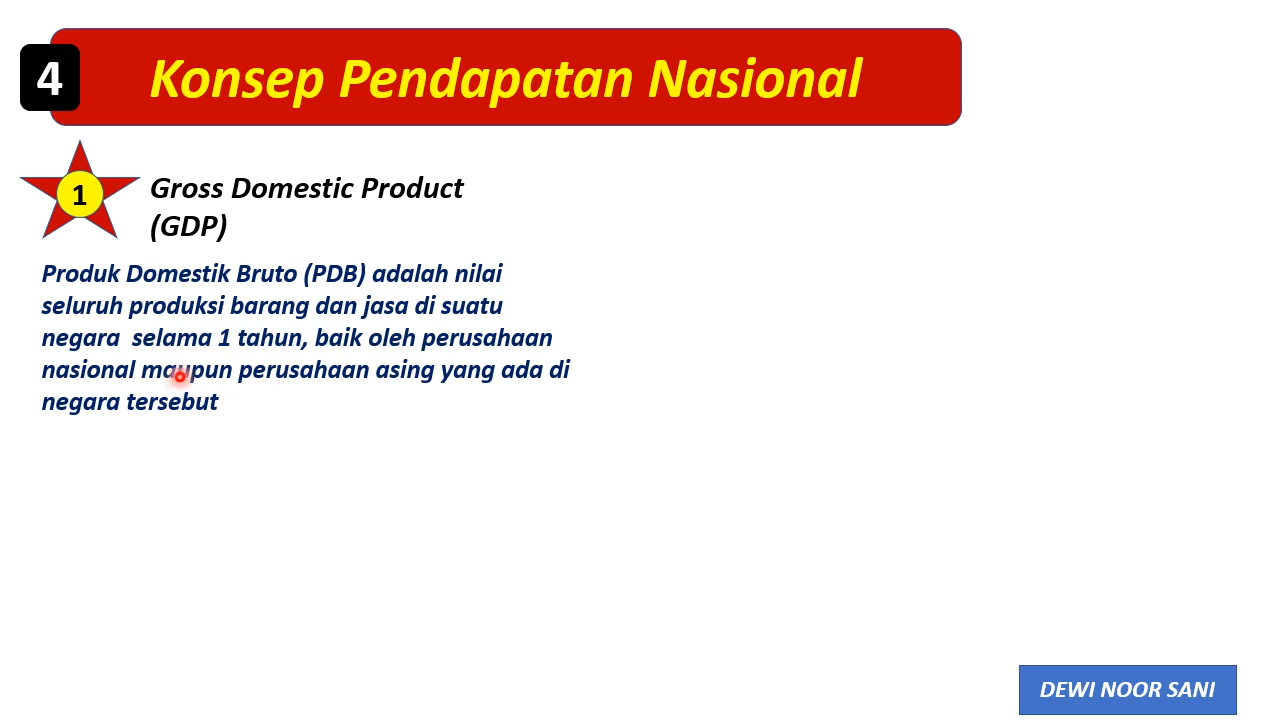 4
Konsep Pendapatan Nasional
1
Gross Domestic Product
(GDP)
Produk Domestik Bruto (PDB) adalah nilai
seluruh produksi barang dan jasa di suatu
negara  selama 1 tahun, baik oleh perusahaan
nasional maupun perusahaan asing yang ada di
negara tersebut
DEWI NOOR SANI